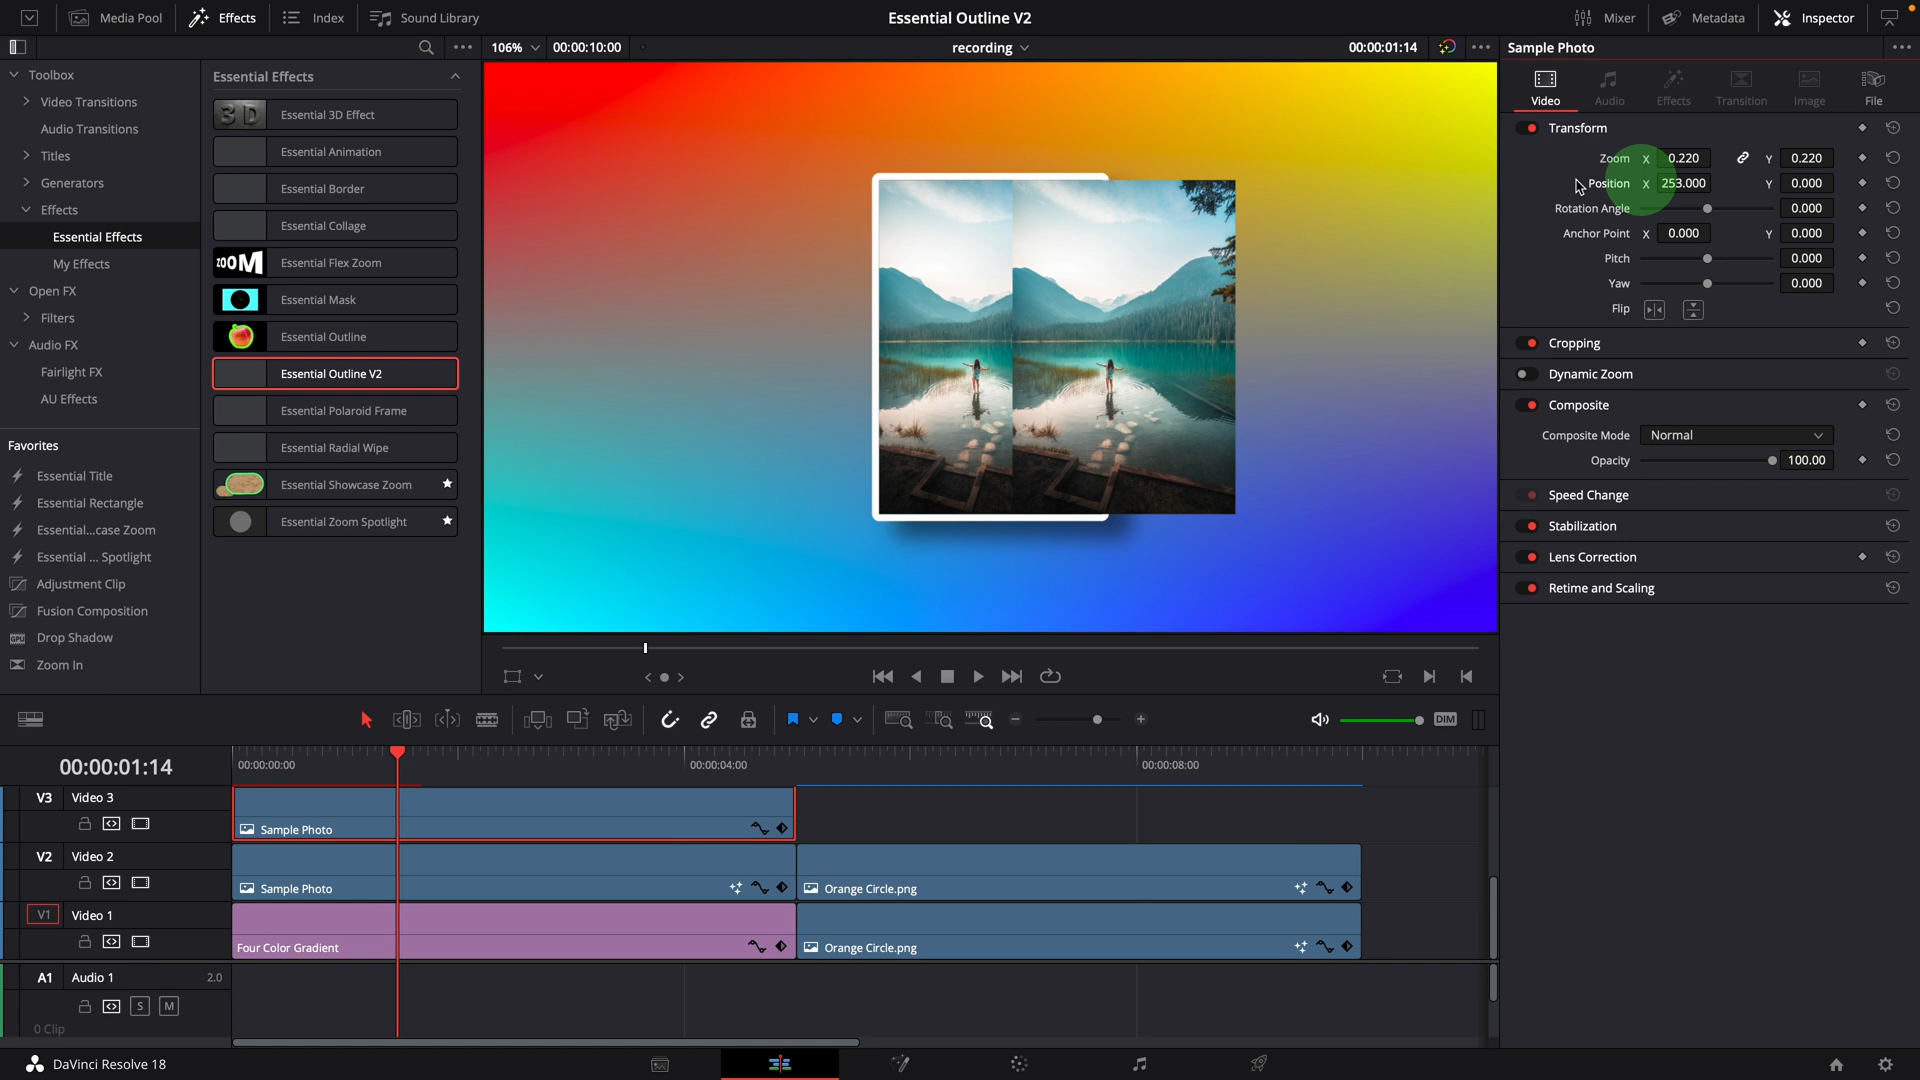 Media Pool
Effects
Index
Sound Library
Essential Outline V2
Mixer
Metadata
Inspector
106%
00:00:10:00
recording
00:00:01:14
Sample Photo
Toolbox
Video Transitions
Audio Transitions
Titles
Generators
Effects
Essential Effects
My Effects
Open FX
Filters
Audio FX
Fairlight FX
AU Effects
Favorites
Essential Title
Essential Rectangle
Essential...case Zoom
Essential ... Spotlight
Adjustment Clip
Fusion Composition
GPU Drop Shadow
Zoom In
Essential Effects
3D Essential 3D Effect
Essential Animation
Essential Border
Essential Collage
ZOOM Essential Flex Zoom
Essential Mask
Essential Outline
Essential Outline V2
Essential Polaroid Frame
Essential Radial Wipe
Essential Showcase Zoom
Essential Zoom Spotlight
Video
Audio
Effects
Transition
Image
File
Transform
Zoom X 0.220 Y 0.220
Position X 253.000 Y 0.000
Rotation Angle 0.000
Anchor Point X 0.000 Y 0.000
Pitch 0.000
Yaw 0.000
Flip
Cropping
Dynamic Zoom
Composite
Composite Mode Normal
Opacity 100.00
Speed Change
Stabilization
Lens Correction
Retime and Scaling
DIM
00:00:01:14
00:00:00:00
00:00:04:00
00:00:08:00
V3 Video 3
Sample Photo
V2 Video 2
Sample Photo
Orange Circle.png
V1 Video 1
Four Color Gradient
Orange Circle.png
A1 Audio 1 2.0
S M
0 Clip
DaVinci Resolve 18